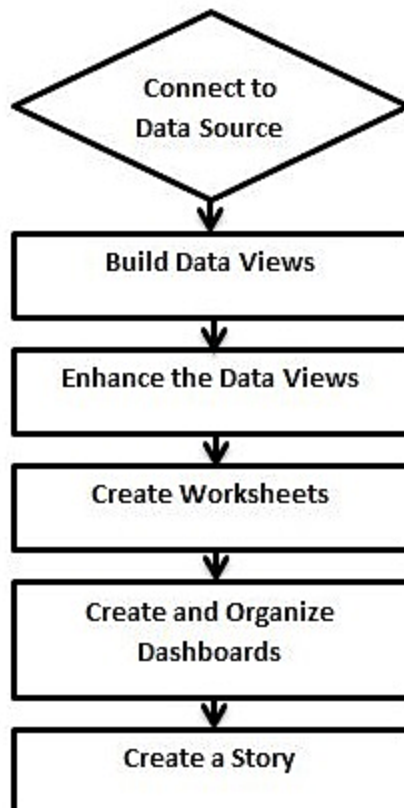 Connect to
Data Source
Build Data Views
Enhance the Data Views
Create Worksheets
Create and Organize
Dashboards
Create a Story